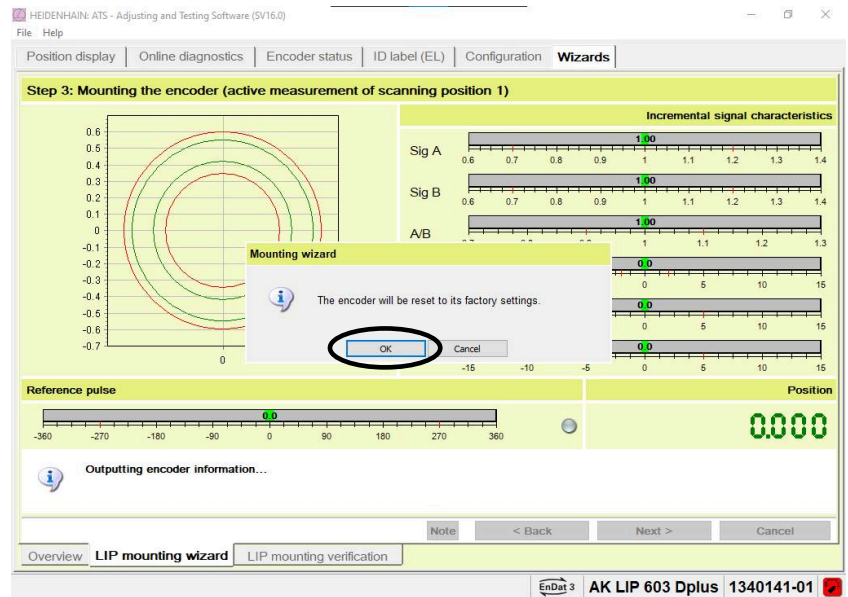 HEIDENHAIN: ATS - Adjusting and Testing Software (SV16.0)
File Help
Position display Online diagnostics Encoder status ID label (EL) Configuration Wizards
Step 3: Mounting the encoder (active measurement of scanning position 1)
Incremental signal characteristics
0.6
0.5
0.4
0.3
0.2
0.1
0
-0.1
-0.2
-0.3
-0.4
-0.5
-0.6
-0.7
0
Sig A
1.00
0.6 0.7 0.8 0.9 1 1.1 1.2 1.3 1.4
Sig B
1.00
0.6 0.7 0.8 0.9 1 1.1 1.2 1.3 1.4
A/B
1.00
1 1.1 1.2 1.3
0.0
0 5 10 15
0.0
0 5 10 15
0.0
-15 -10 -5 0 5 10 15
Mounting wizard
The encoder will be reset to its factory settings.
OK Cancel
Reference pulse
Position
0.0
-360 -270 -180 -90 0 90 180 270 360
0.000
Outputting encoder information...
Note < Back Next > Cancel
Overview LIP mounting wizard LIP mounting verification
EnDat 3 AK LIP 603 Dplus 1340141-01